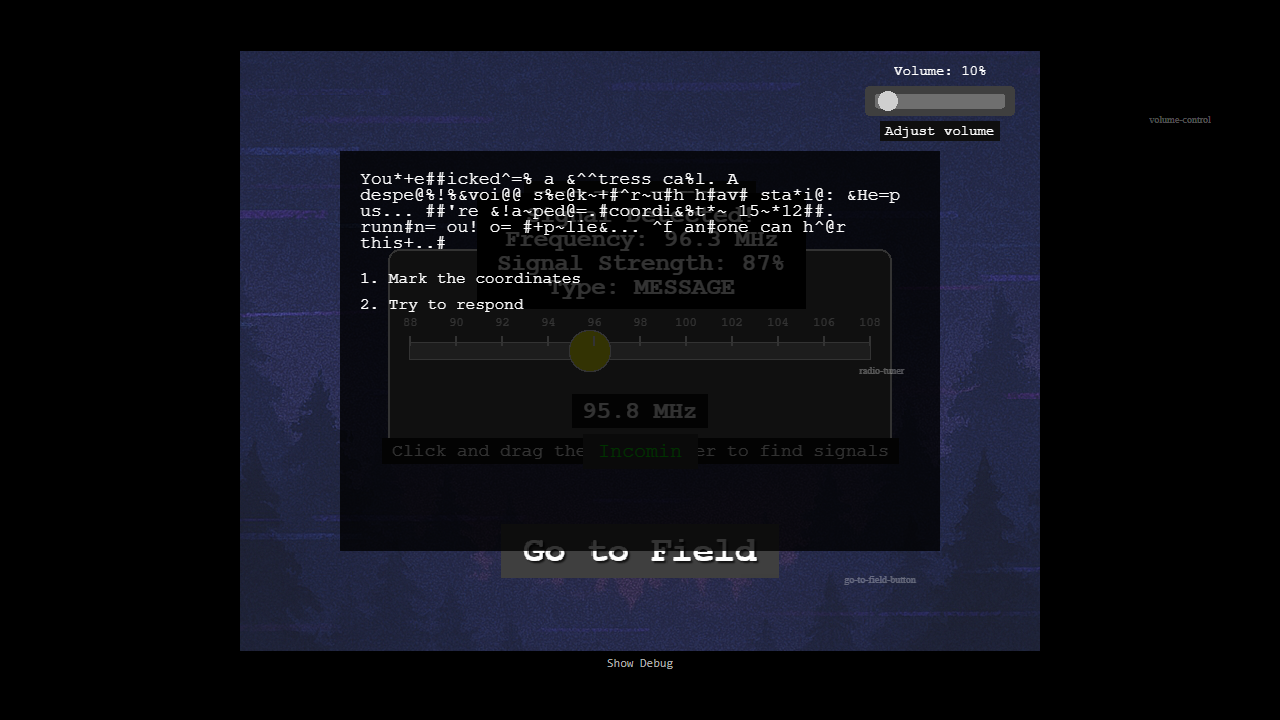 Volume: 10%
volume-control
Adjust volume
You*+e##icked^=% a &^^tress ca%l. A
despe@%!%&voi@@ s%e@k~+#^r~u#h h#av# sta*i@: &He=p
us... ##'re &!a~ped@=.#coordi&%t*~ 15~*12##.
runn#n= ou! o= #+p~lie&... ^f an#one can h^@r
this+..#
Signal Detected!
Frequency: 96.3 MHz
Signal Strength: 87%
Type: MESSAGE
1. Mark the coordinates
2. Try to respond
88 90 92 94 96 98 100 102 104 106 108
radio-tuner
95.8 MHz
Click and drag the er to find signals
Incomin
Go to Field
go-to-field-button
Show Debug